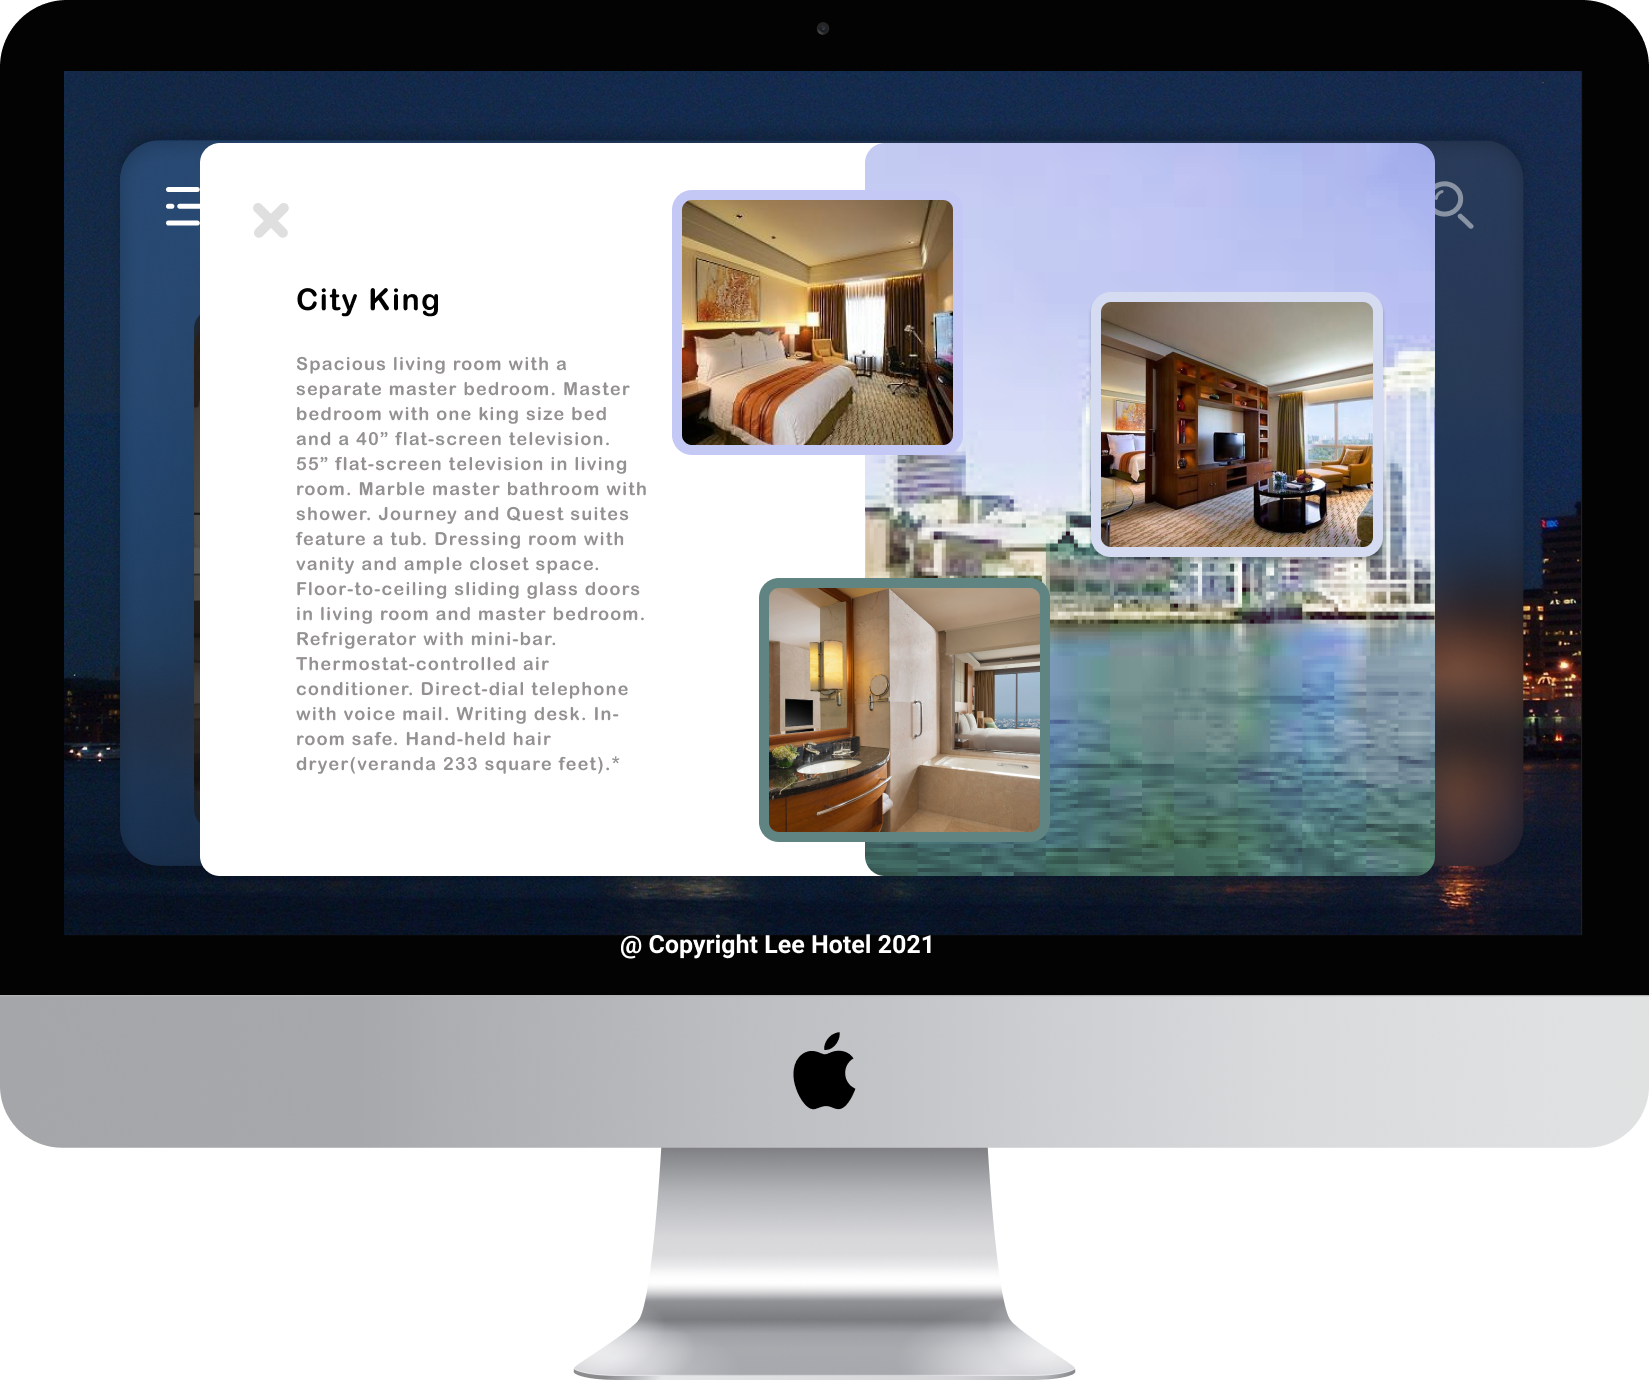 City King
Spacious living room with a
separate master bedroom. Master
bedroom with one king size bed
and a 40” flat-screen television.
55” flat-screen television in living
room. Marble master bathroom with
shower. Journey and Quest suites
feature a tub. Dressing room with
vanity and ample closet space.
Floor-to-ceiling sliding glass doors
in living room and master bedroom.
Refrigerator with mini-bar.
Thermostat-controlled air
conditioner. Direct-dial telephone
with voice mail. Writing desk. In-
room safe. Hand-held hair
dryer(veranda 233 square feet).*
@ Copyright Lee Hotel 2021